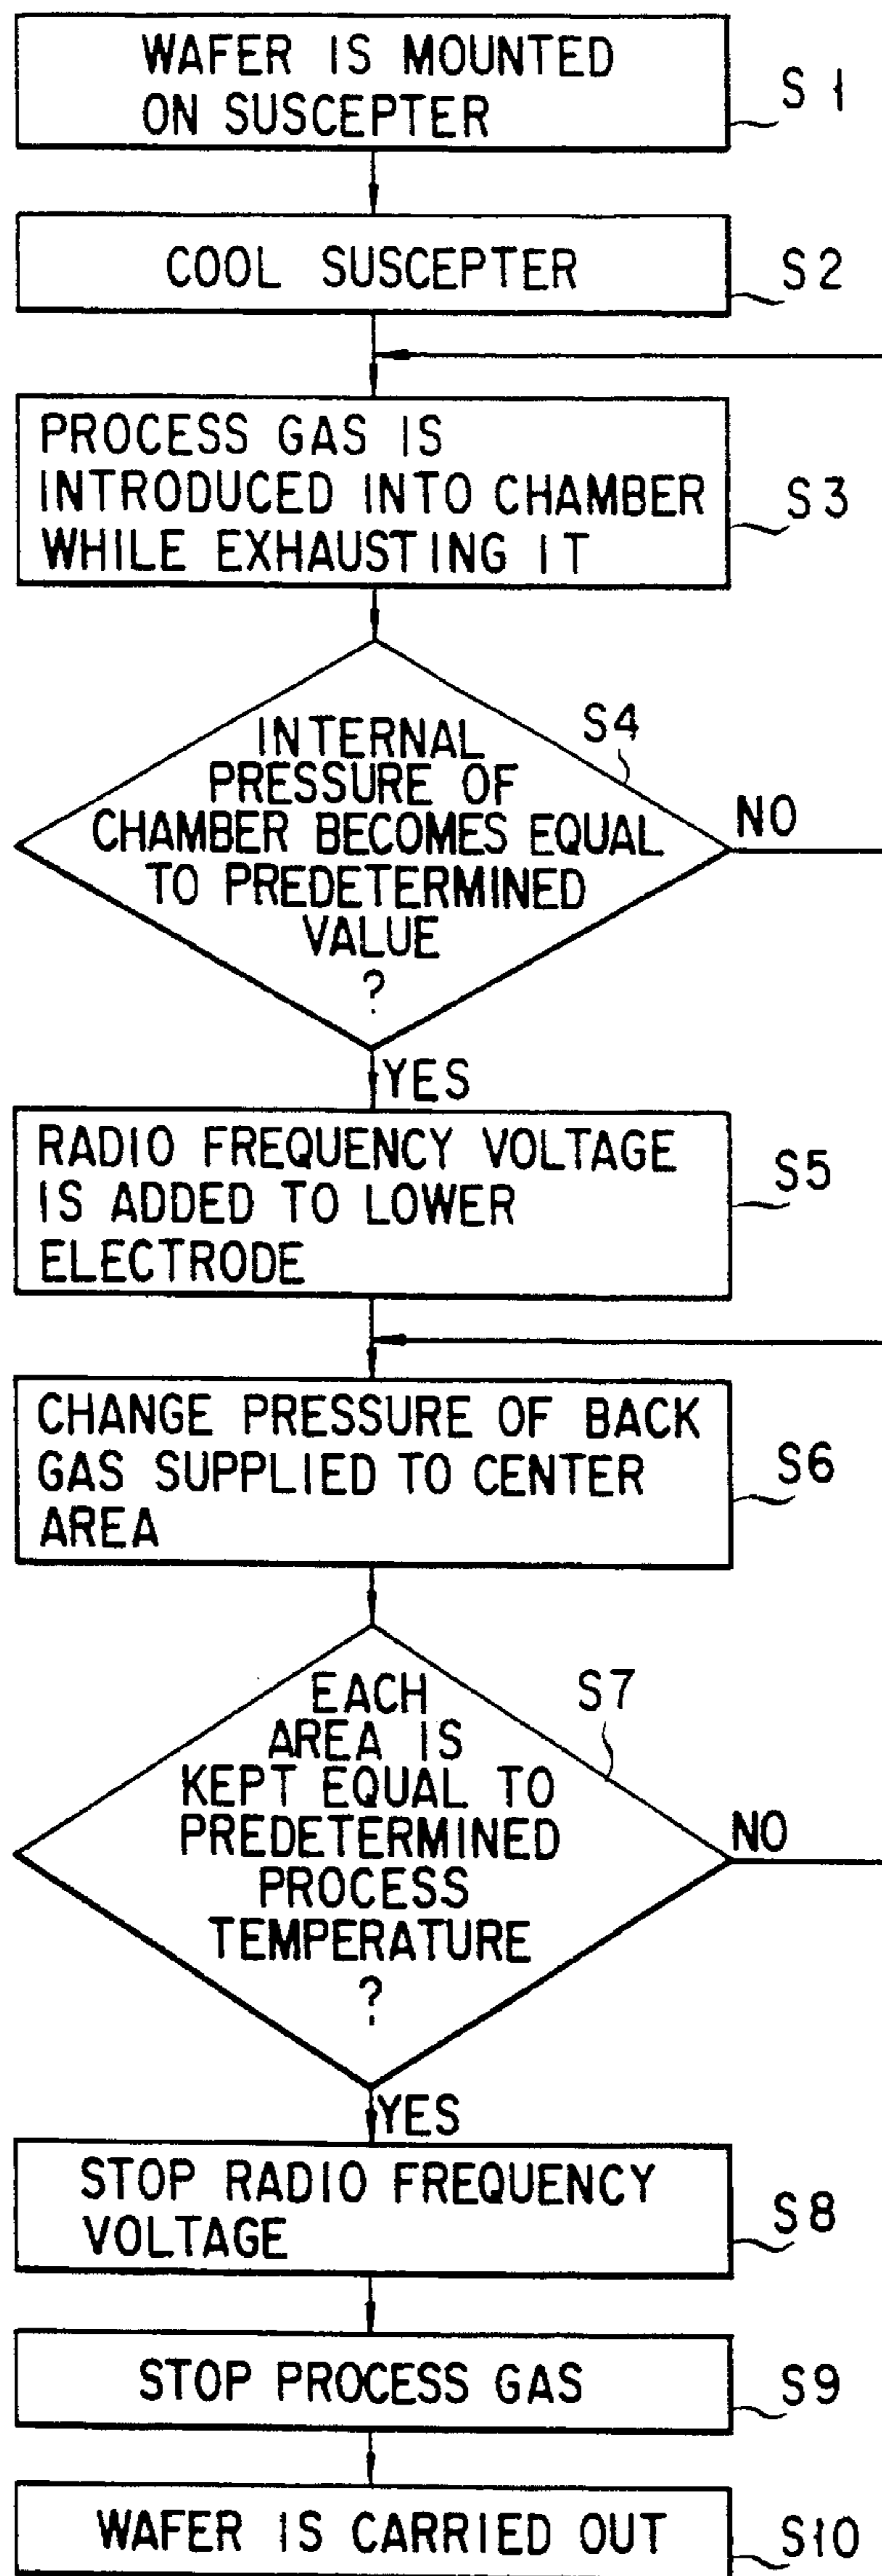 WAFER IS MOUNTED
ON SUSCEPTER
S1
COOL SUSCEPTER
S2
PROCESS GAS IS
INTRODUCED INTO CHAMBER
WHILE EXHAUSTING IT
S3
S4
INTERNAL
PRESSURE OF
CHAMBER BECOMES EQUAL
TO PREDETERMINED
VALUE
?
NO
YES
RADIO FREQUENCY VOLTAGE
IS ADDED TO LOWER
ELECTRODE
S5
CHANGE PRESSURE OF BACK
GAS SUPPLIED TO CENTER
AREA
S6
S7
EACH
AREA IS
KEPT EQUAL TO
PREDETERMINED
PROCESS
TEMPERATURE
?
NO
YES
STOP RADIO FREQUENCY
VOLTAGE
S8
STOP PROCESS GAS
S9
WAFER IS CARRIED OUT
S10